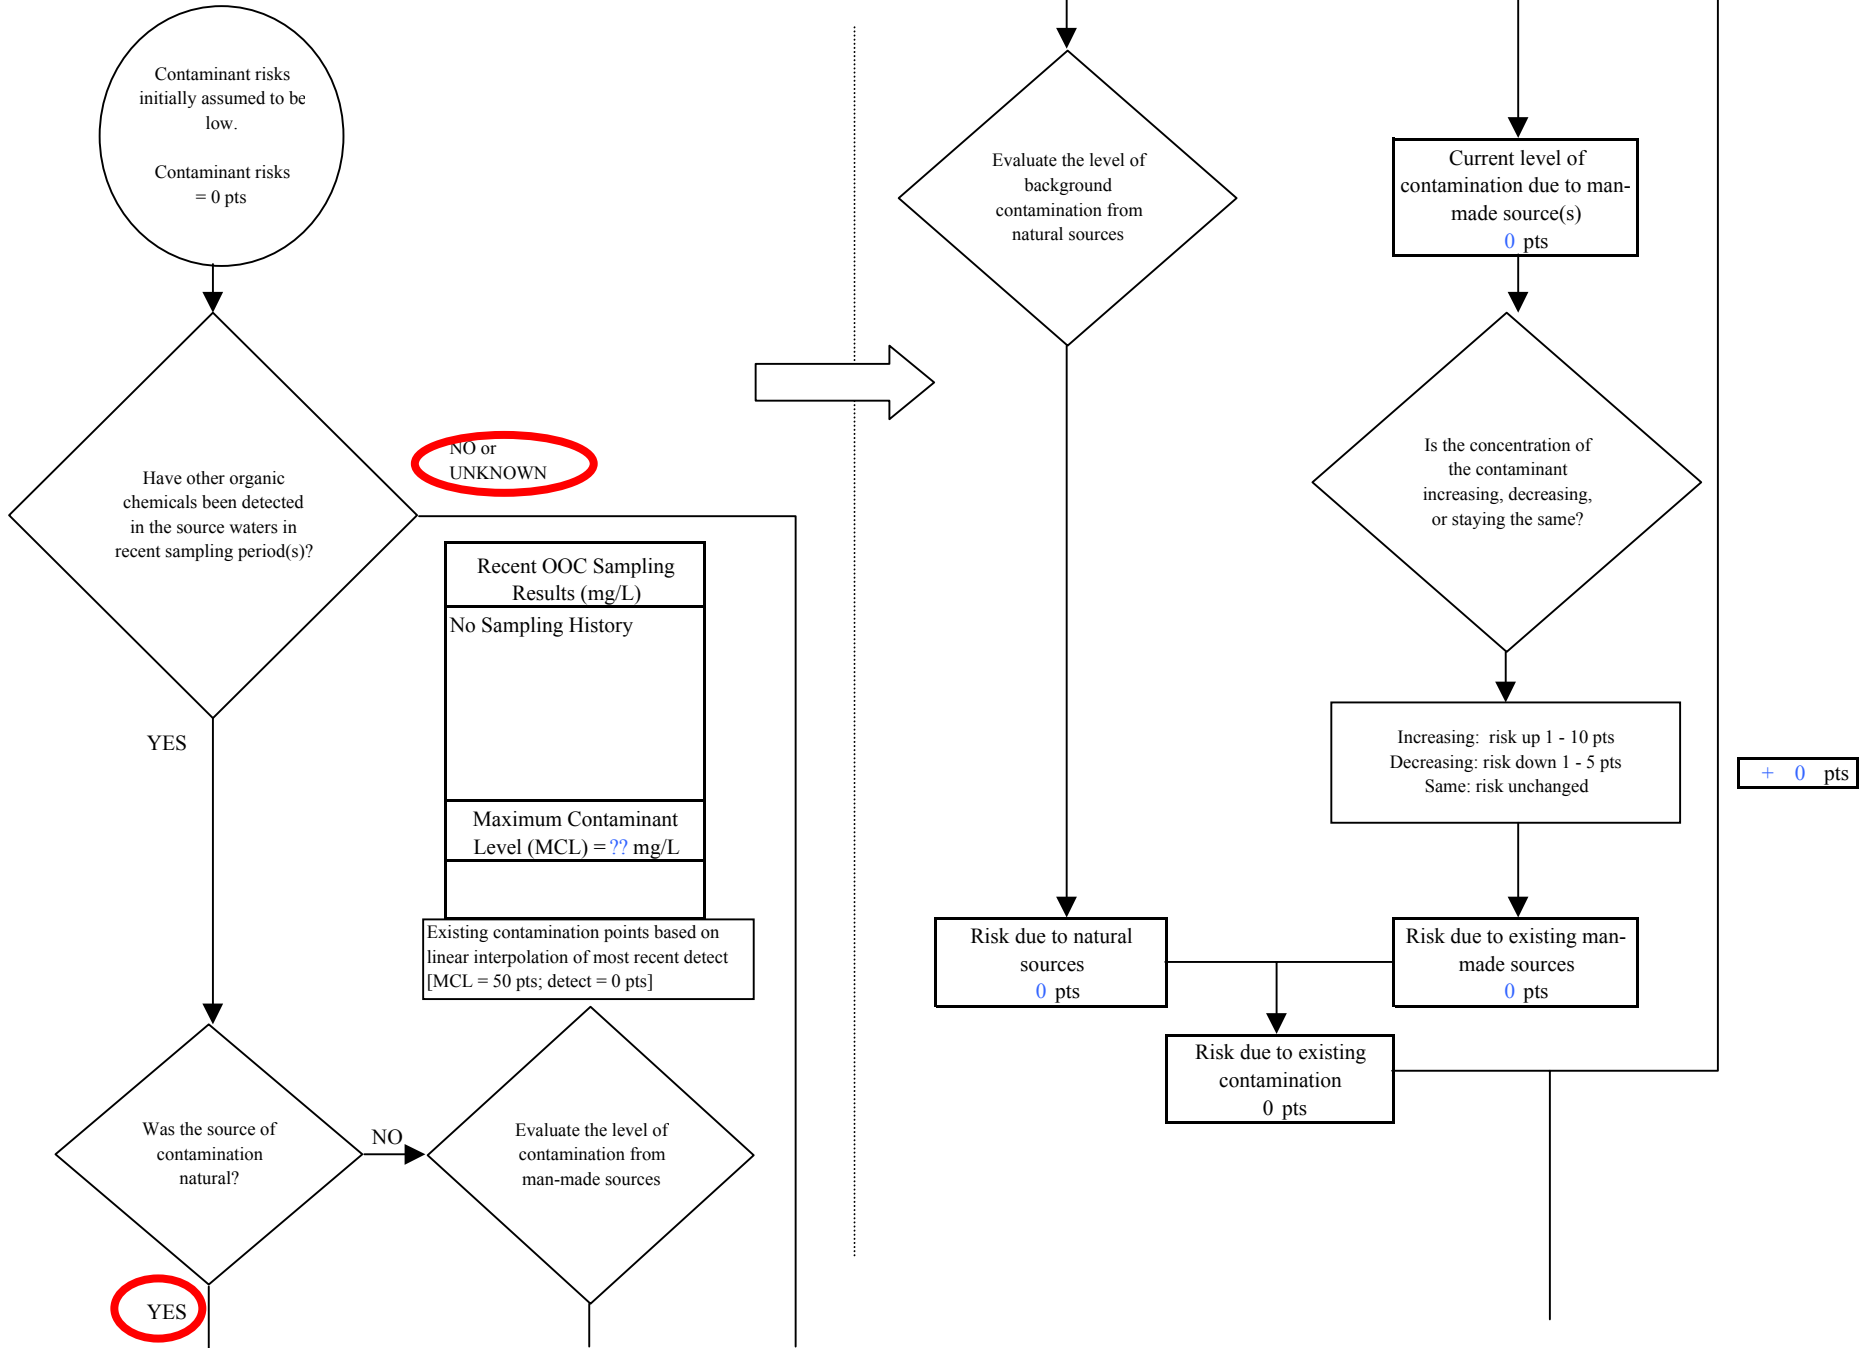 Contaminant risks
initially assumed to be
low.
Contaminant risks
= 0 pts
Have other organic
chemicals been detected
in the source waters in
recent sampling period(s)?
NO or
UNKNOWN
YES
Recent OOC Sampling
Results (mg/L)
No Sampling History
Maximum Contaminant
Level (MCL) = ?? mg/L
Existing contamination points based on
linear interpolation of most recent detect
[MCL = 50 pts; detect = 0 pts]
Was the source of
contamination
natural?
NO
YES
Evaluate the level of
contamination from
man-made sources
Evaluate the level of
background
contamination from
natural sources
Current level of
contamination due to man-
made source(s)
0 pts
Is the concentration of
the contaminant
increasing, decreasing,
or staying the same?
Increasing: risk up 1 - 10 pts
Decreasing: risk down 1 - 5 pts
Same: risk unchanged
+ 0 pts
Risk due to natural
sources
0 pts
Risk due to existing man-
made sources
0 pts
Risk due to existing
contamination
0 pts